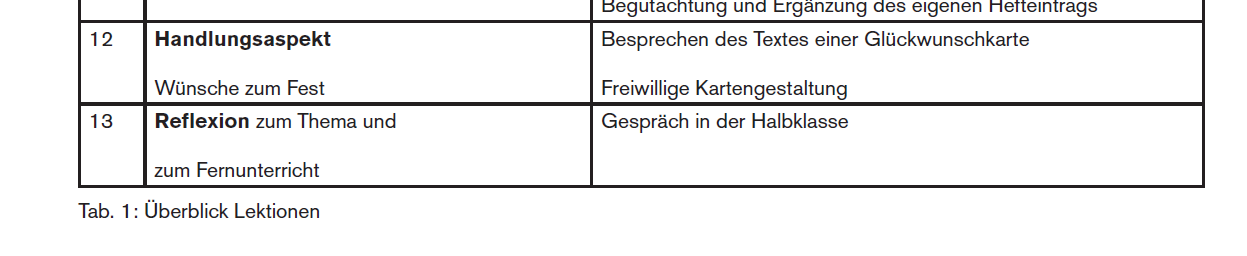 Begutachtung und Ergänzung des eigenen Hefteintrags
12 Handlungsaspekt Besprechen des Textes einer Glückwunschkarte
Wünsche zum Fest Freiwillige Kartengestaltung
13 Reflexion zum Thema und Gespräch in der Halbklasse
zum Fernunterricht
Tab. 1: Überblick Lektionen